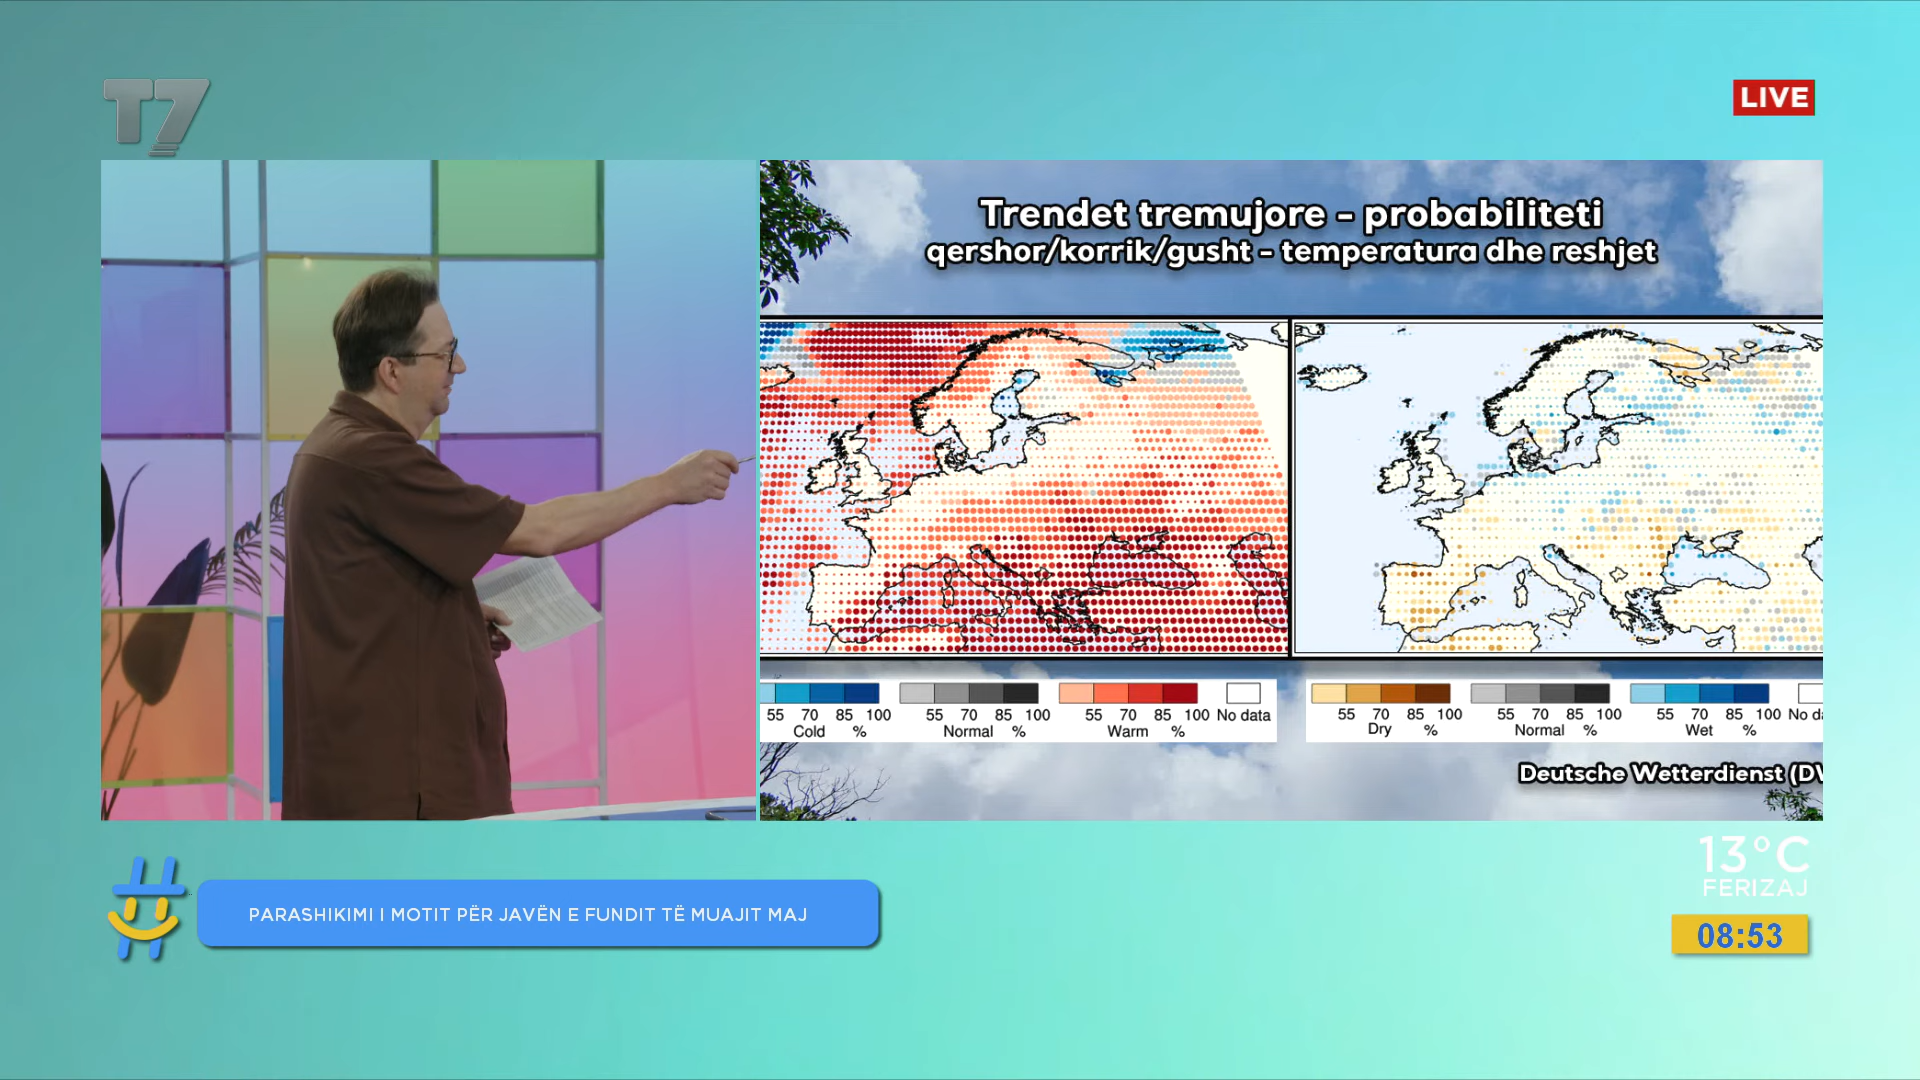 T7
LIVE
Trendet tremujore - probabiliteti
qershor/korrik/gusht - temperatura dhe reshjet
55 70 85 100 55 70 85 100 55 70 85 100 No data
Cold % Normal % Warm %
55 70 85 100 55 70 85 100 55 70 85 100 No da
Dry % Normal % Wet %
Deutsche Wetterdienst (DV
13°C
FERIZAJ
PARASHIKIMI I MOTIT PËR JAVËN E FUNDIT TË MUAJIT MAJ
08:53